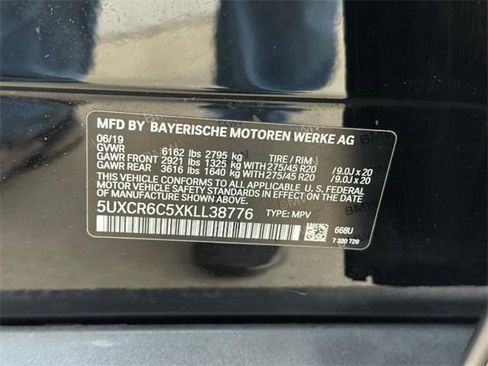 MFD BY BAYERISCHE MOTOREN WERKE AG
06/19
GVWR 6162 lbs 2795 kg TIRE / RIM
GAWR FRONT 2921 lbs 1325 kg WITH 275/45 R20 /9.0J x 20
GAWR REAR 3616 lbs 1640 kg WITH 275/45 R20 /9.0J x 20
THIS VEHICLE CONFORMS TO ALL APPLICABLE U. S. FEDERAL
MOTOR VEHICLE SAFETY STANDARDS IN EFFECT ON THE
DATE OF MANUFACTURE SHOWN ABOVE.
5UXCR6C5XKLL38776 TYPE: MPV
668U
7 320 729